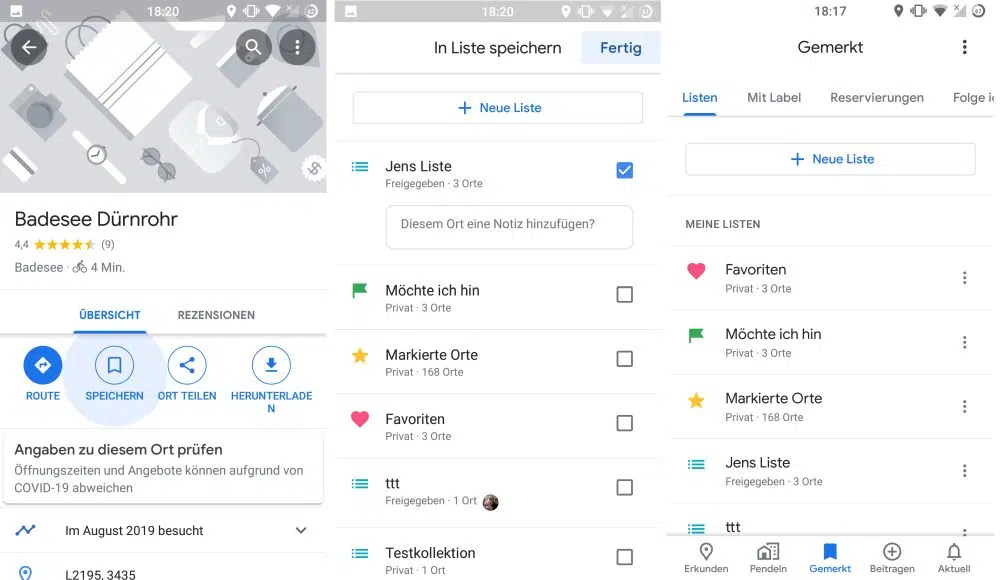 18:20
62
Badesee Dürnrohr
4,4 (9)
Badesee · 4 Min.
ÜBERSICHT
REZENSIONEN
ROUTE
SPEICHERN
ORT TEILEN
HERUNTERLADE
N
Angaben zu diesem Ort prüfen
Öffnungszeiten und Angebote können aufgrund von
COVID-19 abweichen
Im August 2019 besucht
L2195, 3435
18:20
61
In Liste speichern
Fertig
Neue Liste
Jens Liste
Freigegeben · 3 Orte
Diesem Ort eine Notiz hinzufügen?
Möchte ich hin
Privat · 3 Orte
Markierte Orte
Privat · 168 Orte
Favoriten
Privat · 3 Orte
ttt
Freigegeben · 1 Ort
Testkollektion
Privat · 1 Ort
18:17
67
Gemerkt
Listen
Mit Label
Reservierungen
Folge ic
Neue Liste
MEINE LISTEN
Favoriten
Privat · 3 Orte
Möchte ich hin
Privat · 3 Orte
Markierte Orte
Privat · 168 Orte
Jens Liste
Freigegeben · 3 Orte
ttt
Erkunden
Pendeln
Gemerkt
Beitragen
Aktuell